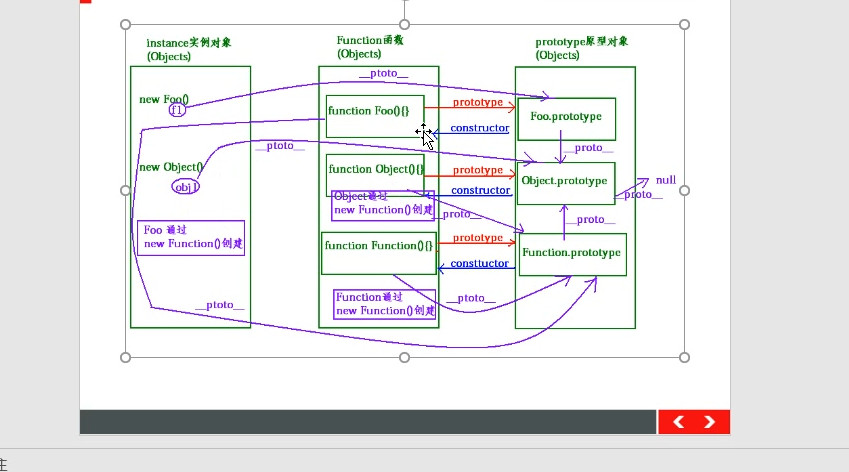 instance实例对象
(Objects)
Function函数
(Objects)
prototype原型对象
(Objects)
__ptoto__
new Foo()
f1
function Foo(){}
prototype
constructor
Foo.prototype
__proto__
__ptoto__
new Object()
obj1
function Object(){}
prototype
constructor
Object.prototype
null
__proto__
Object通过
new Function()创建
__proto__
__proto__
Foo 通过
new Function()创建
function Function(){}
prototype
consttuctor
Function.prototype
Function通过
new Function()创建
__ptoto__
__ptoto__
注